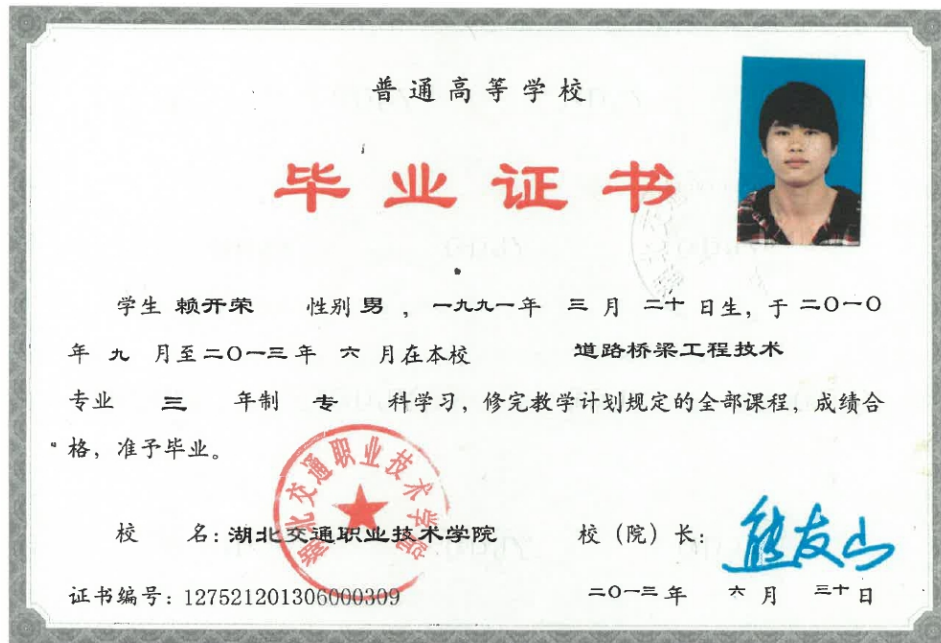 普通高等学校
毕业证书
学生 赖开荣 性别 男 ，一九九一年 三 月 二十 日生，于 二〇一〇
年 九 月至二〇一三年 六 月在本校 道路桥梁工程技术
专业 三 年制 专 科学习，修完教学计划规定的全部课程，成绩合
格，准予毕业。
湖北交通职业技术学院
校 名：湖北交通职业技术学院 校（院）长：熊友山
证书编号：127521201306000309 二〇一三年 六 月 三十 日